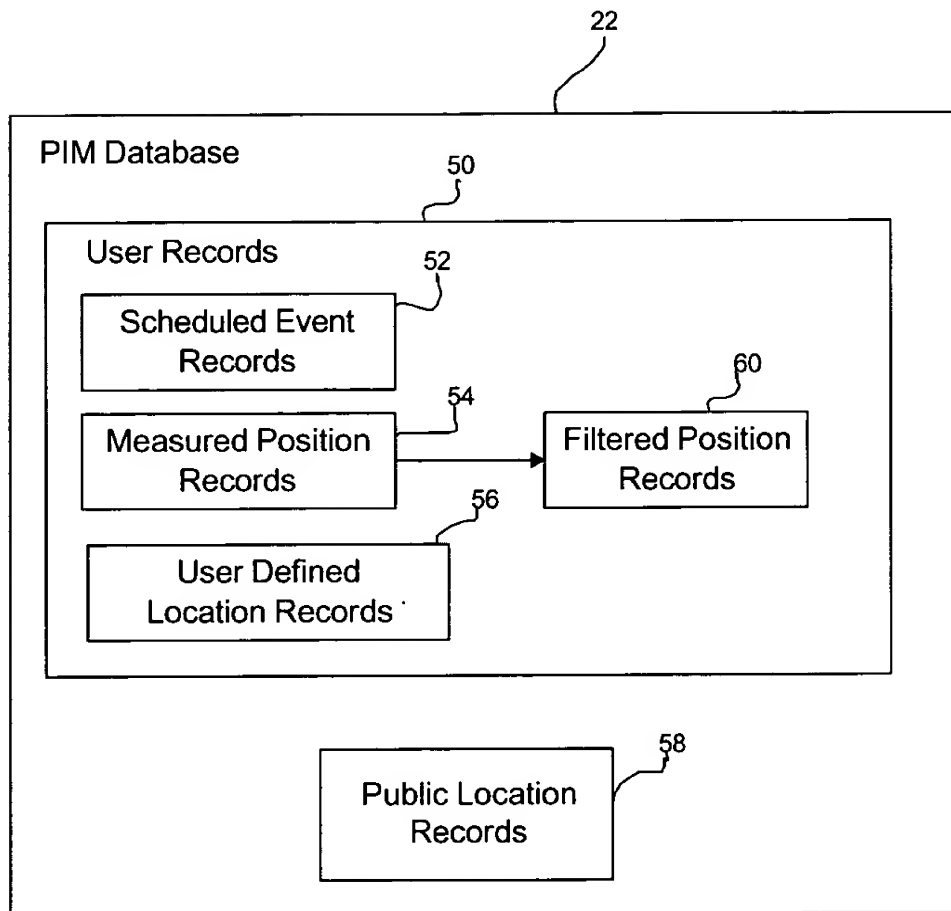 22
PIM Database
50
User Records
52
Scheduled Event
Records
54
Measured Position
Records
60
Filtered Position
Records
56
User Defined
Location Records
58
Public Location
Records